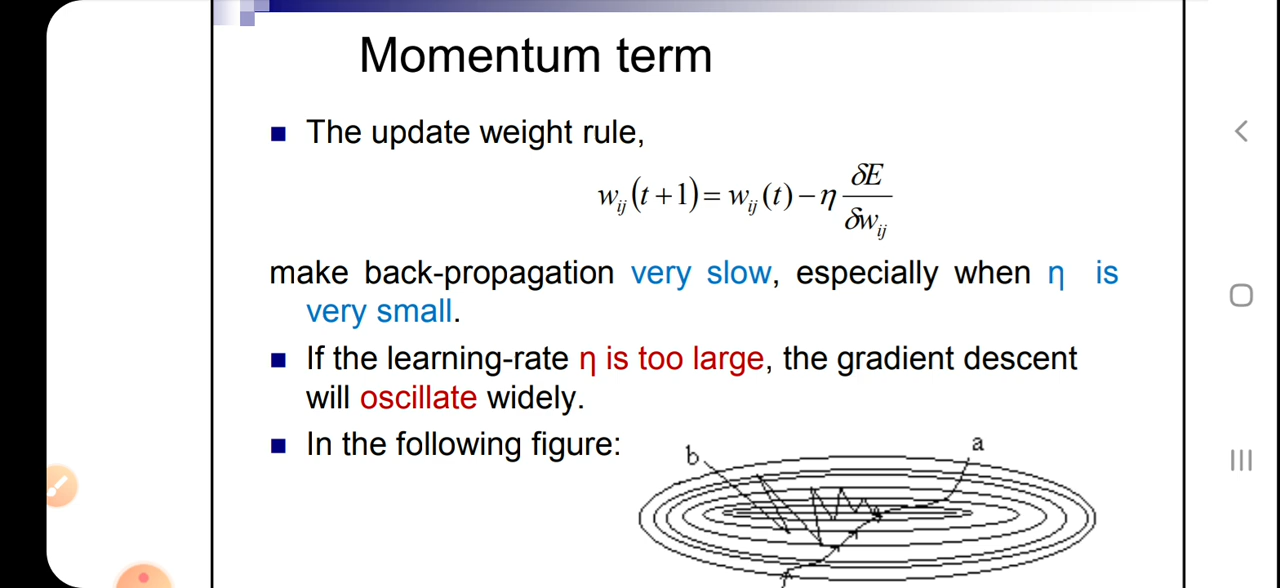 Momentum term
The update weight rule,
w_ij(t+1) = w_ij(t) − η δE/δw_ij
make back-propagation very slow, especially when η is
very small.
If the learning-rate η is too large, the gradient descent
will oscillate widely.
In the following figure:
b
a